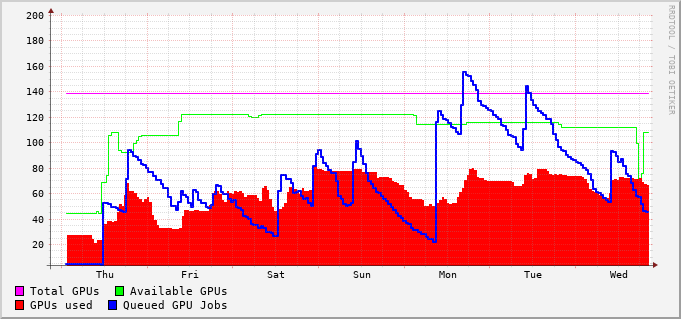 RRDTOOL / TOBI OETIKER
200
180
160
140
120
100
80
60
40
20
Thu Fri Sat Sun Mon Tue Wed
Total GPUs Available GPUs
GPUs used Queued GPU Jobs